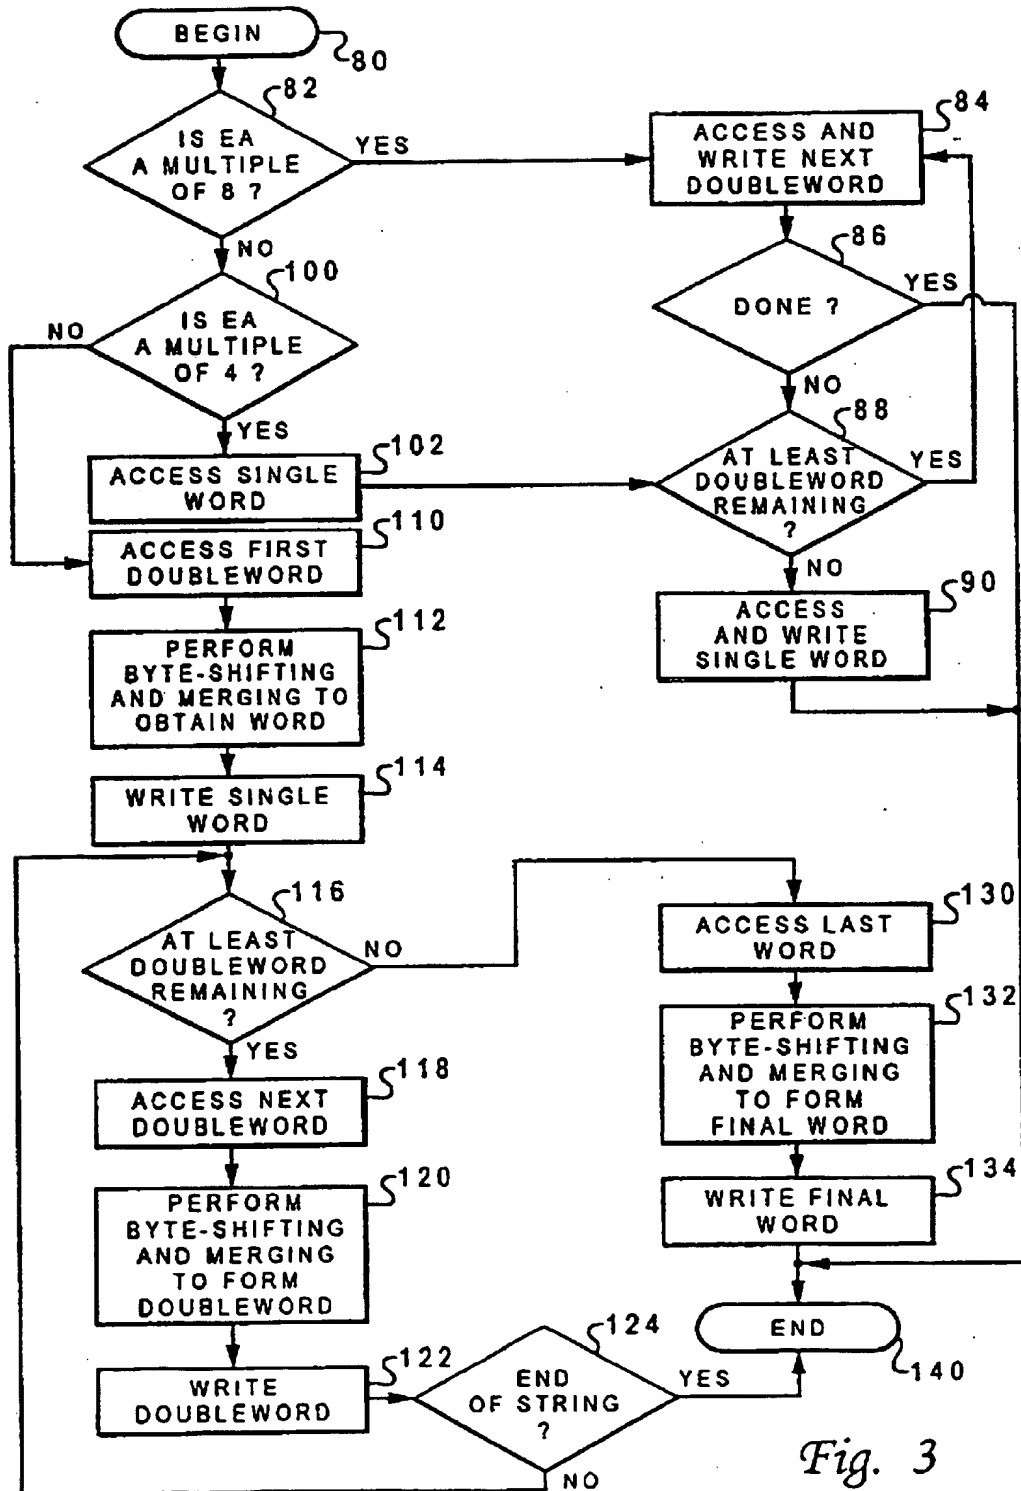 BEGIN
80
82
IS EA
A MULTIPLE
OF 8 ?
YES
NO
84
ACCESS AND
WRITE NEXT
DOUBLEWORD
86
DONE ?
YES
NO
100
IS EA
A MULTIPLE
OF 4 ?
NO
YES
88
AT LEAST
DOUBLEWORD
REMAINING
?
YES
NO
102
ACCESS SINGLE
WORD
110
ACCESS FIRST
DOUBLEWORD
90
ACCESS
AND WRITE
SINGLE WORD
112
PERFORM
BYTE-SHIFTING
AND MERGING TO
OBTAIN WORD
114
WRITE SINGLE
WORD
116
AT LEAST
DOUBLEWORD
REMAINING
?
NO
YES
130
ACCESS LAST
WORD
132
PERFORM
BYTE-SHIFTING
AND MERGING
TO FORM
FINAL WORD
118
ACCESS NEXT
DOUBLEWORD
134
WRITE FINAL
WORD
120
PERFORM
BYTE-SHIFTING
AND MERGING
TO FORM
DOUBLEWORD
122
WRITE
DOUBLEWORD
124
END
OF STRING
?
YES
NO
END
140
Fig. 3